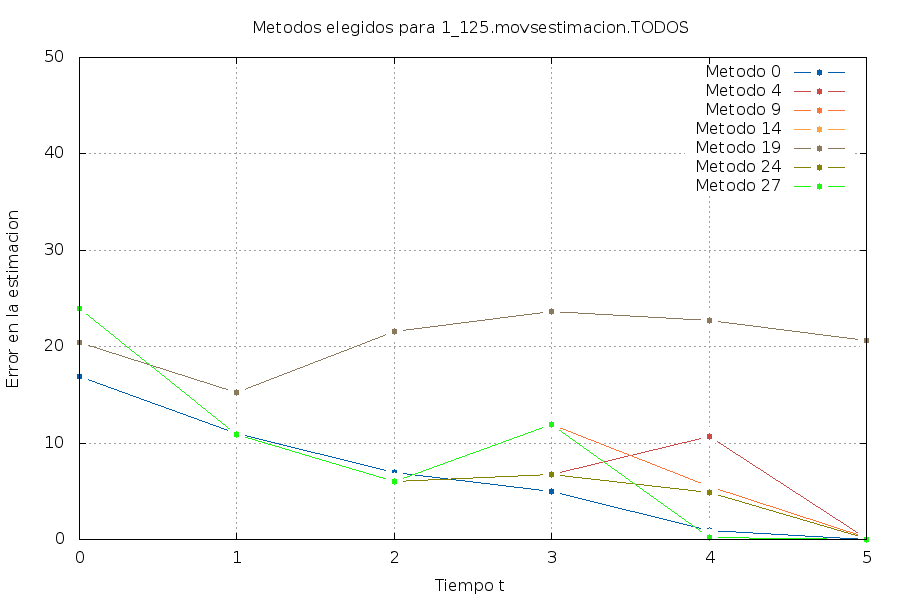 Metodos elegidos para 1_125.movsestimacion.TODOS
50
40
30
20
10
0
Error en la estimacion
Metodo 0
Metodo 4
Metodo 9
Metodo 14
Metodo 19
Metodo 24
Metodo 27
0 1 2 3 4 5
Tiempo t